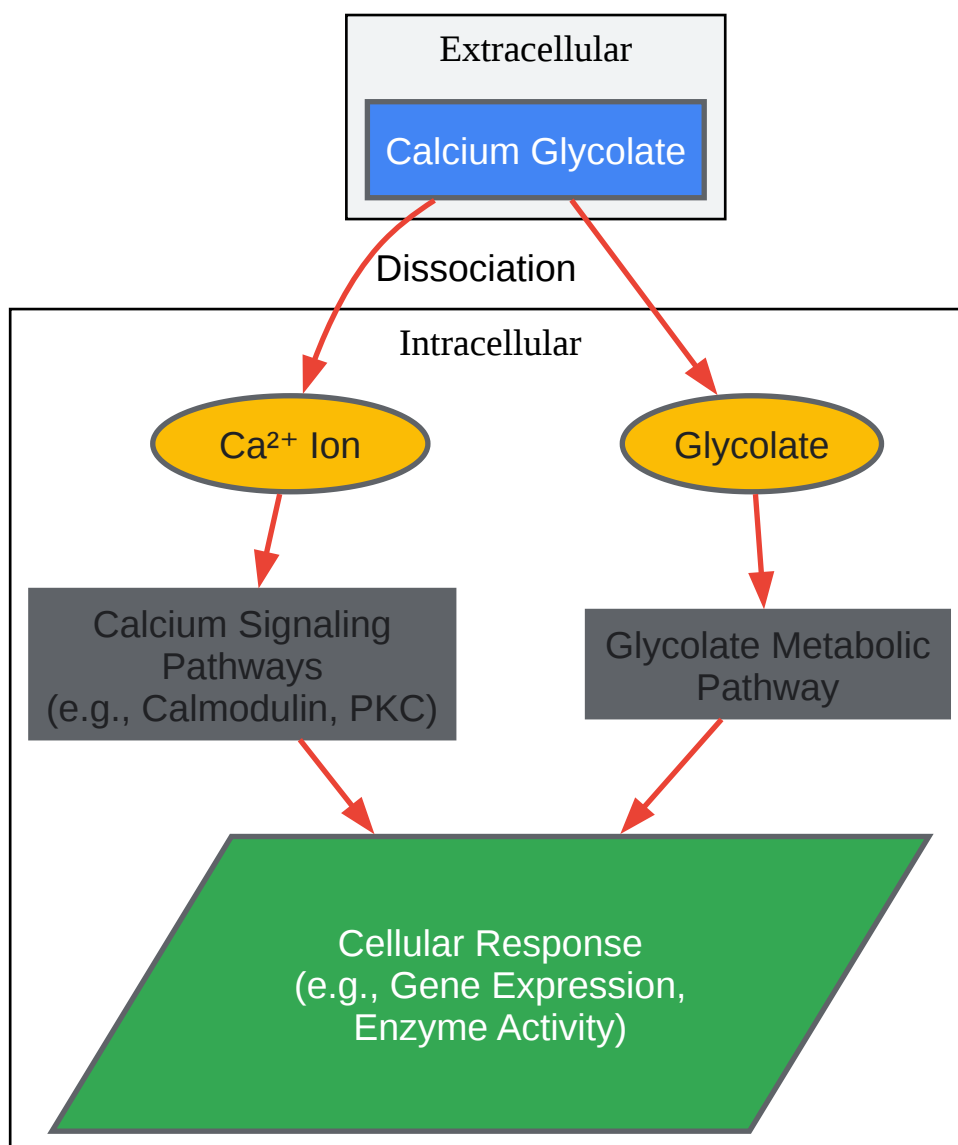 Extracellular
Calcium Glycolate
Dissociation
Intracellular
Ca²⁺ Ion
Glycolate
Calcium Signaling
Pathways
(e.g., Calmodulin, PKC)
Glycolate Metabolic
Pathway
Cellular Response
(e.g., Gene Expression,
Enzyme Activity)